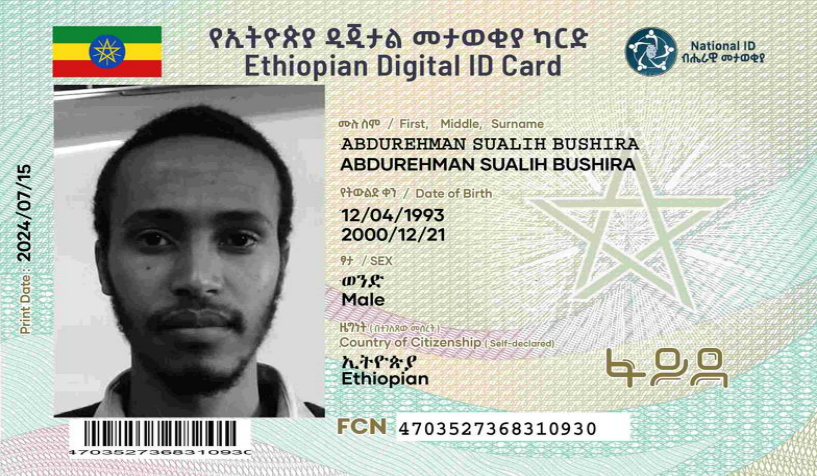 የኢትዮጵያ ዲጂታል መታወቂያ ካርድ
Ethiopian Digital ID Card
National ID
ብሔራዊ መታወቂያ
ሙሉ ስም / First, Middle, Surname
ABDUREHMAN SUALIH BUSHIRA
ABDUREHMAN SUALIH BUSHIRA
የትውልድ ቀን / Date of Birth
12/04/1993
2000/12/21
ፆታ / SEX
ወንድ
Male
ዜግነት (በተገለጸው መሰረት)
Country of Citizenship (Self-declared)
ኢትዮጵያ
Ethiopian
ፋይዳ
FCN 4703527368310930
4703527368310930
Print Date: 2024/07/15